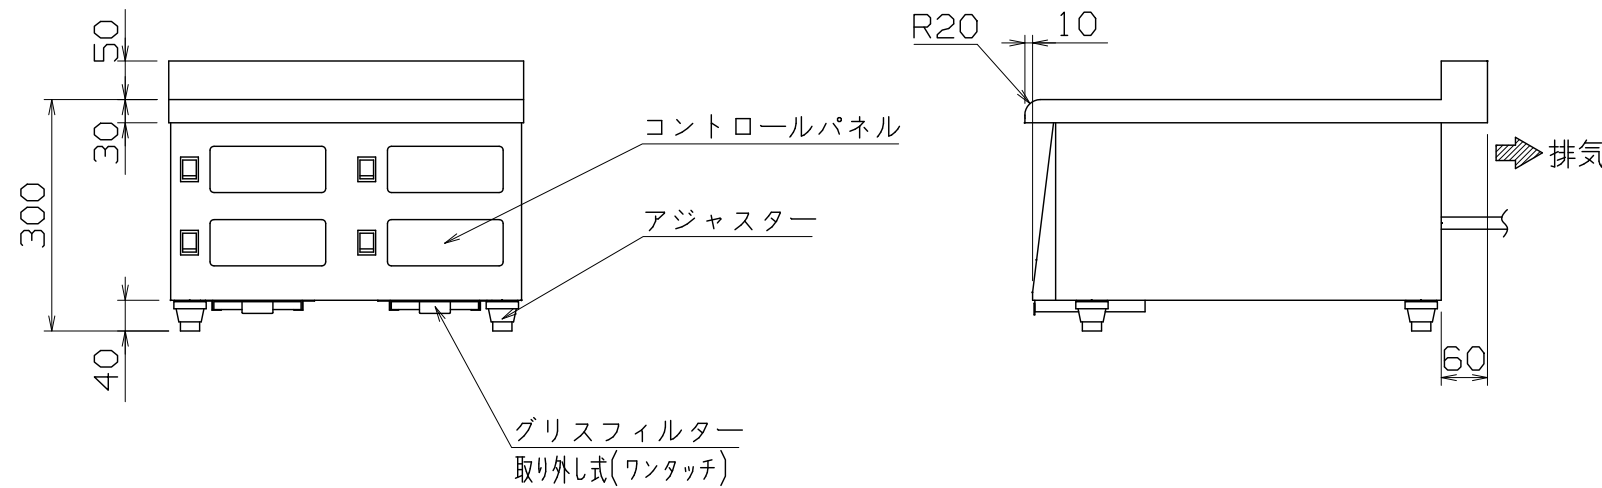 50
30
300
40
コントロールパネル
アジャスター
グリスフィルター
取り外し式(ワンタッチ)
R20
10
排気
60